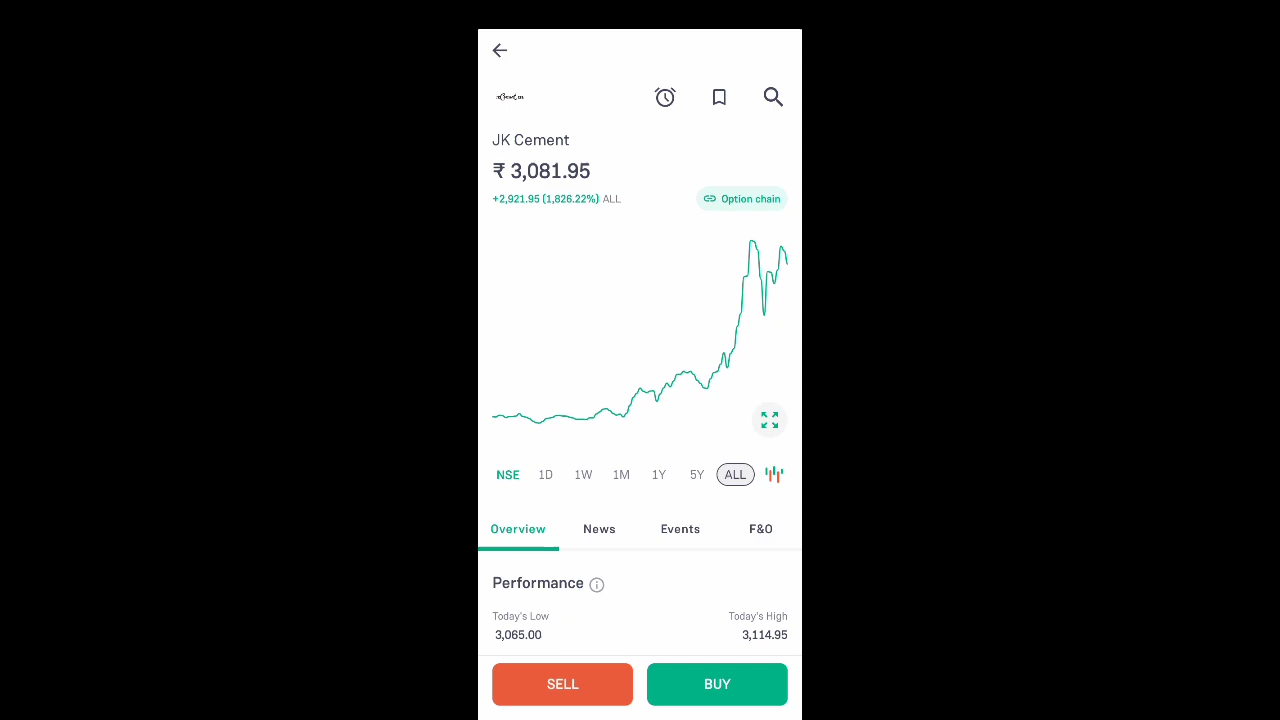 JK Cement
₹ 3,081.95
+2,921.95 (1,826.22%) ALL
Option chain
NSE 1D 1W 1M 1Y 5Y ALL
Overview News Events F&O
Performance
Today's Low Today's High
3,065.00 3,114.95
SELL BUY